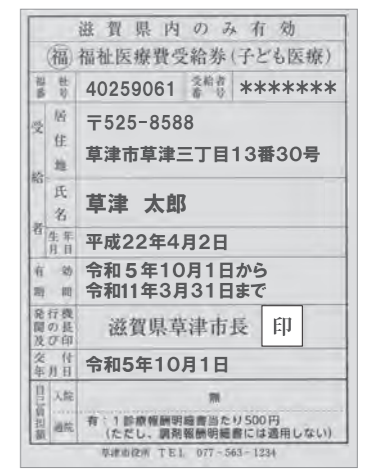 滋賀県内のみ有効
福 福祉医療費受給券(子ども医療)
福祉番号 40259061 受給者番号 *******
受給者
居住地 〒525-8588
草津市草津三丁目13番30号
氏名 草津 太郎
生年月日 平成22年4月2日
有効期間 令和5年10月1日から
令和11年3月31日まで
発行機関の長及び印 滋賀県草津市長 印
交付年月日 令和5年10月1日
自己負担額
入院 無
通院 有:1診療報酬明細書当たり500円
(ただし、調剤報酬明細書には適用しない)
草津市役所 TEL 077-563-1234